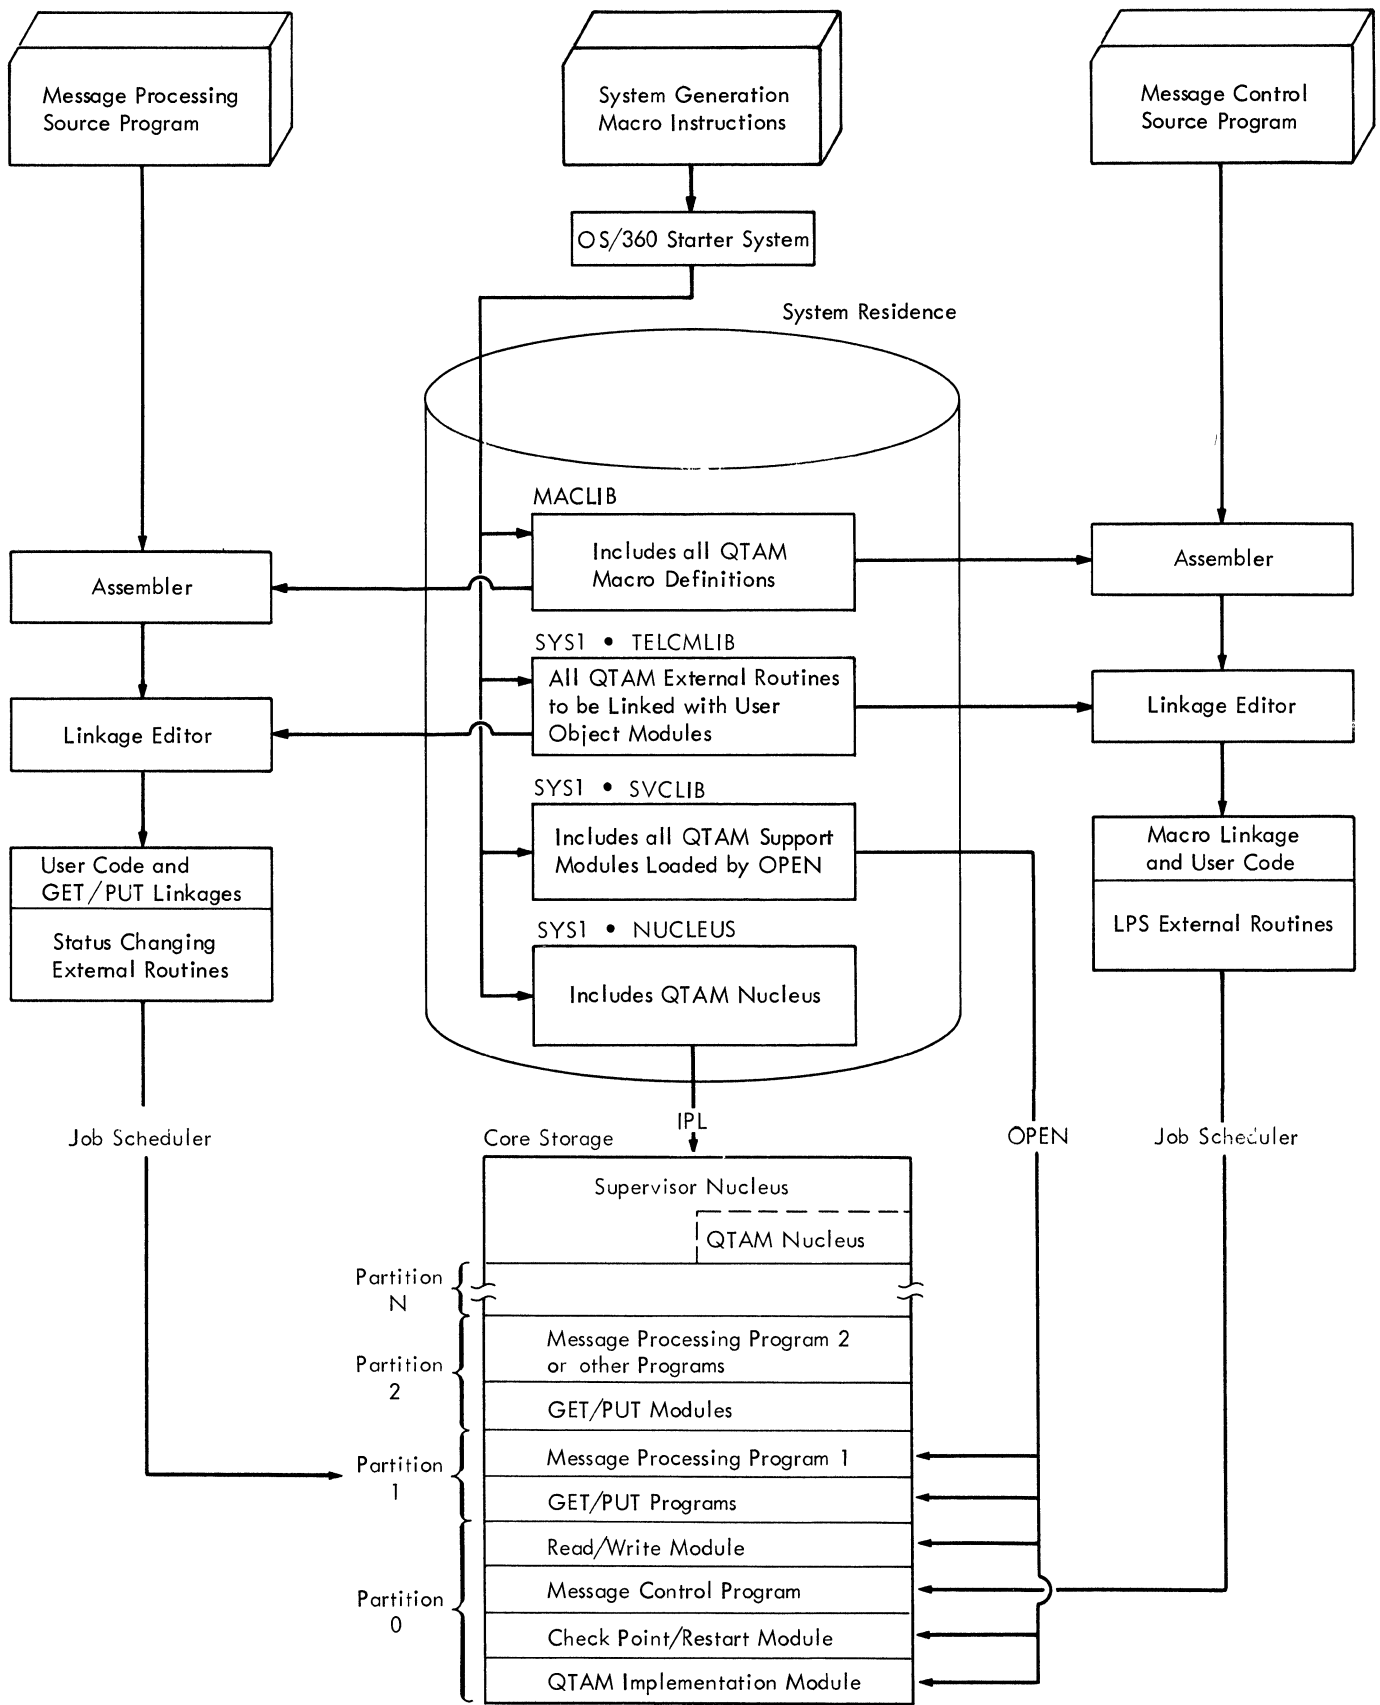 Message Processing
Source Program
System Generation
Macro Instructions
Message Control
Source Program
OS/360 Starter System
System Residence
MACLIB
Includes all QTAM
Macro Definitions
Assembler
Assembler
SYS1 • TELCMLIB
All QTAM External Routines
to be Linked with User
Object Modules
Linkage Editor
Linkage Editor
SYS1 • SVCLIB
Includes all QTAM Support
Modules Loaded by OPEN
User Code and
GET/PUT Linkages
Status Changing
External Routines
Macro Linkage
and User Code
LPS External Routines
SYS1 • NUCLEUS
Includes QTAM Nucleus
IPL
Job Scheduler
Core Storage
OPEN
Job Scheduler
Supervisor Nucleus
QTAM Nucleus
Partition
N
Partition
2
Message Processing Program 2
or other Programs
GET/PUT Modules
Partition
1
Message Processing Program 1
GET/PUT Programs
Partition
0
Read/Write Module
Message Control Program
Check Point/Restart Module
QTAM Implementation Module